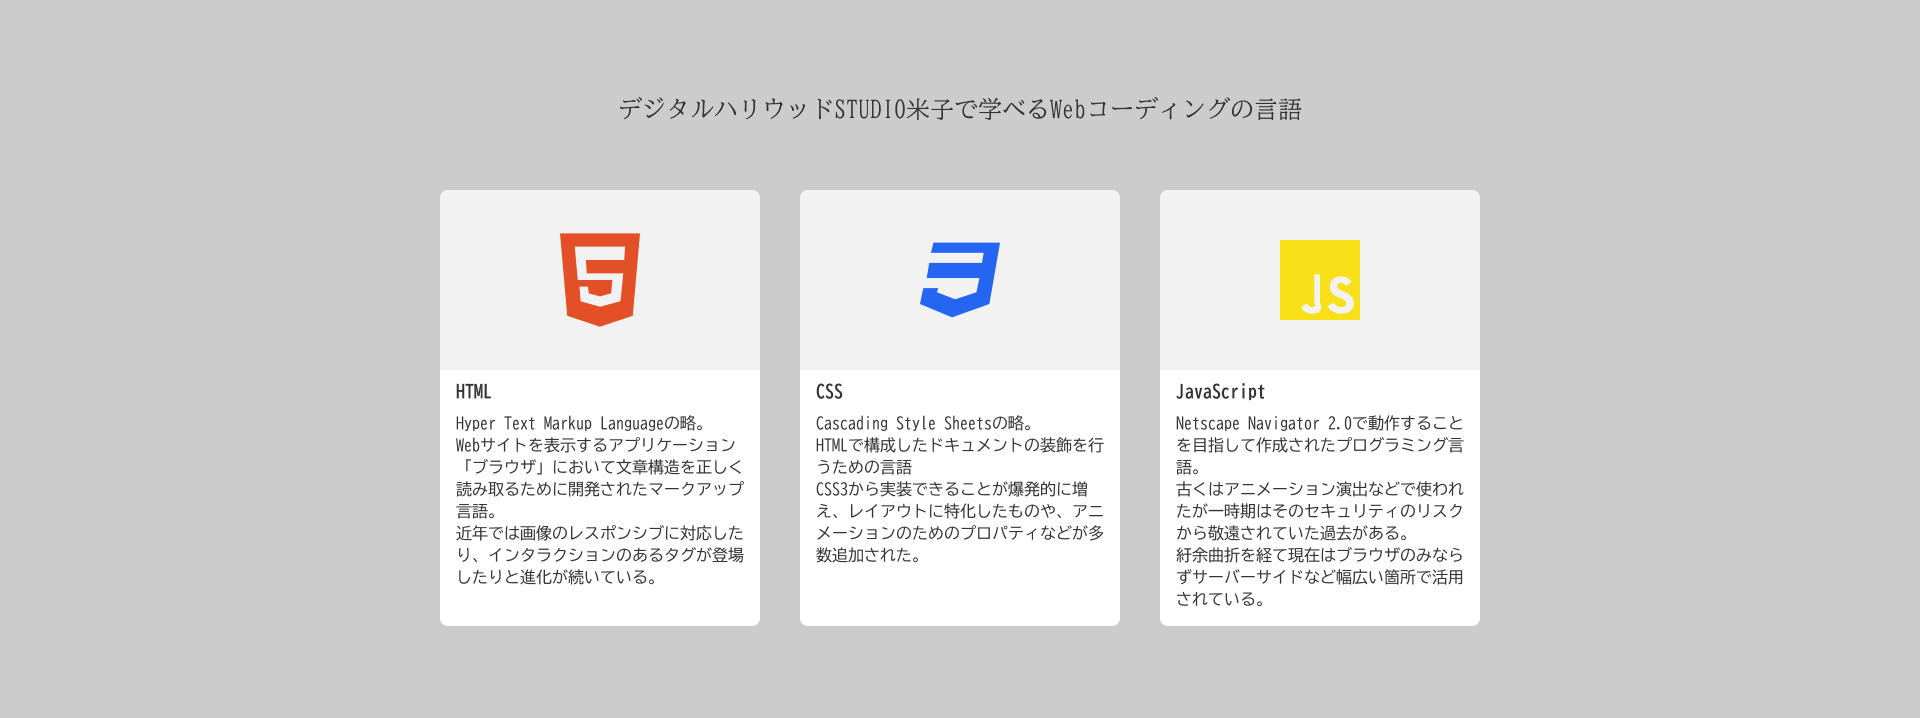 デジタルハリウッドSTUDIO米子で学べるWebコーディングの言語
HTML
Hyper Text Markup Languageの略。
Webサイトを表示するアプリケーション
「ブラウザ」において文章構造を正しく
読み取るために開発されたマークアップ
言語。
近年では画像のレスポンシブに対応した
り、インタラクションのあるタグが登場
したりと進化が続いている。
CSS
Cascading Style Sheetsの略。
HTMLで構成したドキュメントの装飾を行
うための言語
CSS3から実装できることが爆発的に増
え、レイアウトに特化したものや、アニ
メーションのためのプロパティなどが多
数追加された。
JS
JavaScript
Netscape Navigator 2.0で動作すること
を目指して作成されたプログラミング言
語。
古くはアニメーション演出などで使われ
たが一時期はそのセキュリティのリスク
から敬遠されていた過去がある。
紆余曲折を経て現在はブラウザのみなら
ずサーバーサイドなど幅広い箇所で活用
されている。